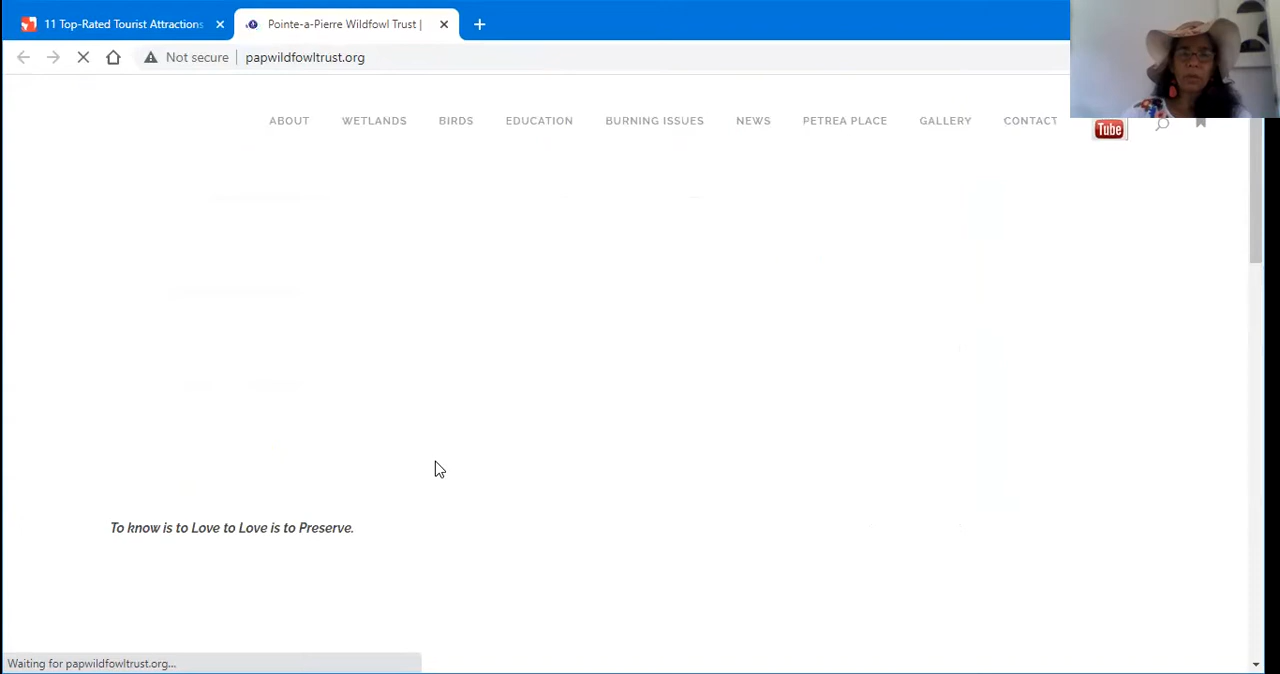 11 Top-Rated Tourist Attractions
Pointe-a-Pierre Wildfowl Trust |
Not secure
papwildfowltrust.org
ABOUT WETLANDS BIRDS EDUCATION BURNING ISSUES NEWS PETREA PLACE GALLERY CONTACT
Tube
To know is to Love to Love is to Preserve.
Waiting for papwildfowltrust.org...